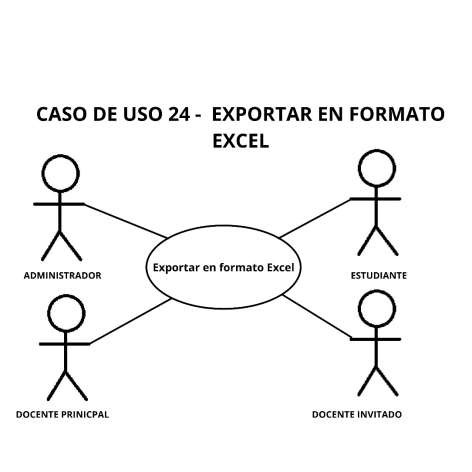 CASO DE USO 24 - EXPORTAR EN FORMATO
EXCEL
ADMINISTRADOR
Exportar en formato Excel
ESTUDIANTE
DOCENTE PRINICPAL
DOCENTE INVITADO